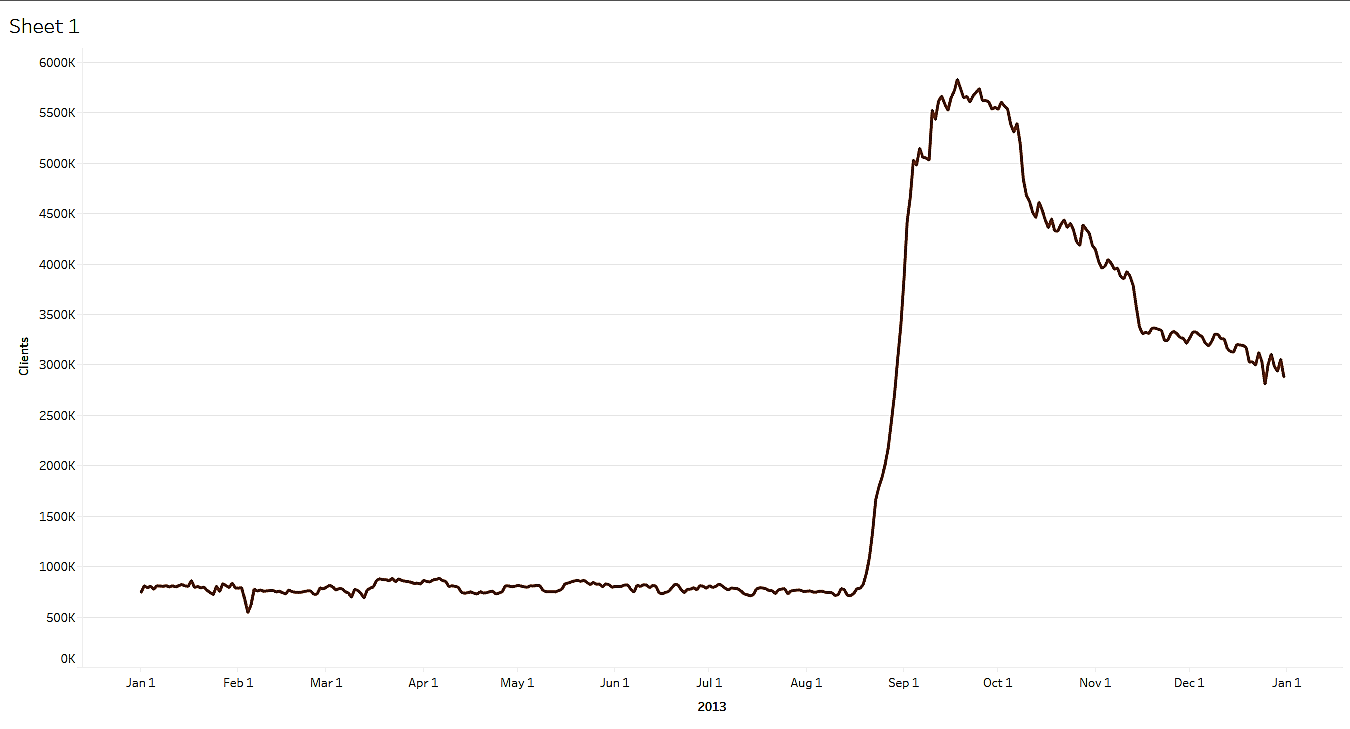 Sheet 1
6000K
5500K
5000K
4500K
4000K
3500K
3000K
2500K
2000K
1500K
1000K
500K
0K
Clients
Jan 1 Feb 1 Mar 1 Apr 1 May 1 Jun 1 Jul 1 Aug 1 Sep 1 Oct 1 Nov 1 Dec 1 Jan 1
2013